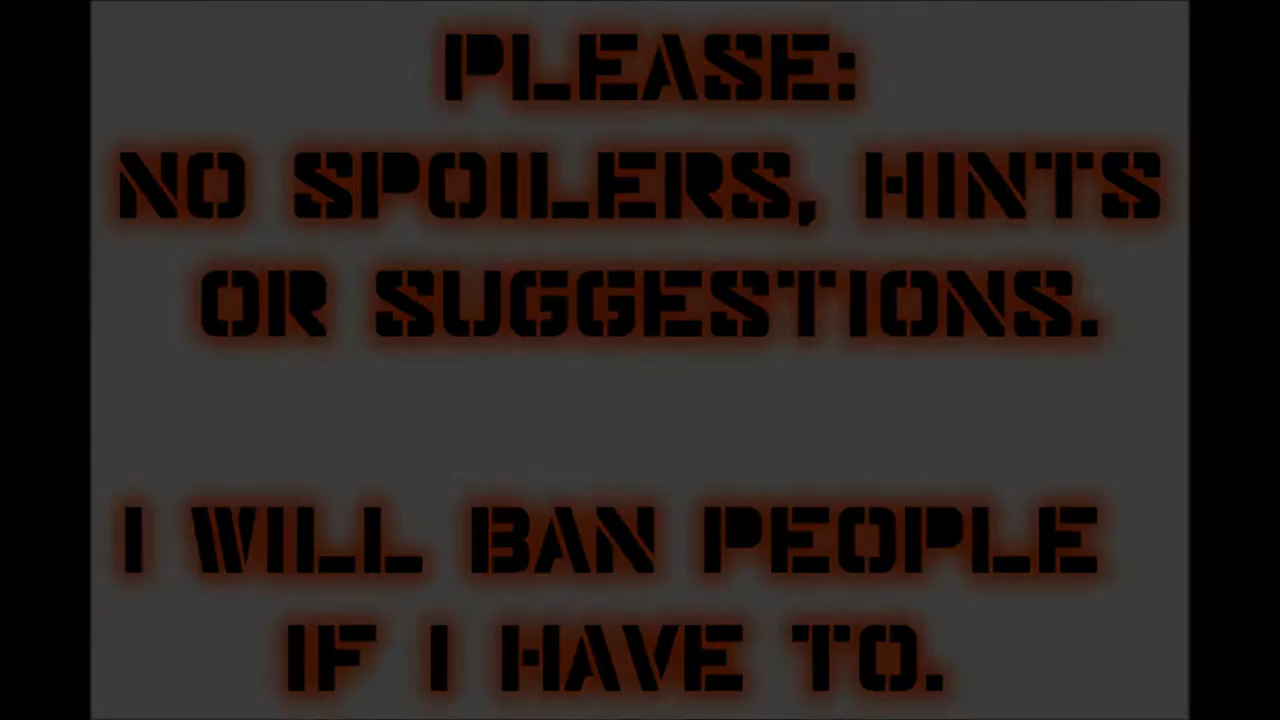 PLEASE:
NO SPOILERS, HINTS
OR SUGGESTIONS.
I WILL BAN PEOPLE
IF I HAVE TO.